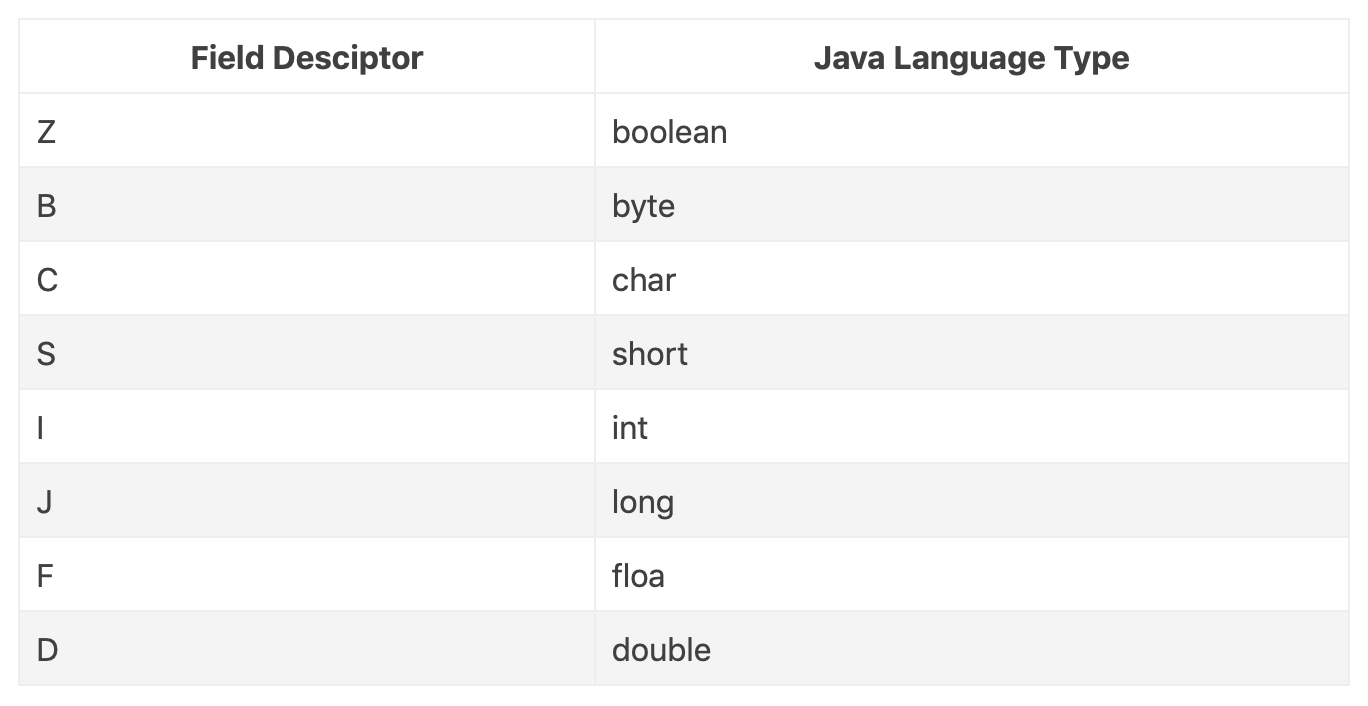 Field Desciptor Java Language Type
Z boolean
B byte
C char
S short
I int
J long
F floa
D double